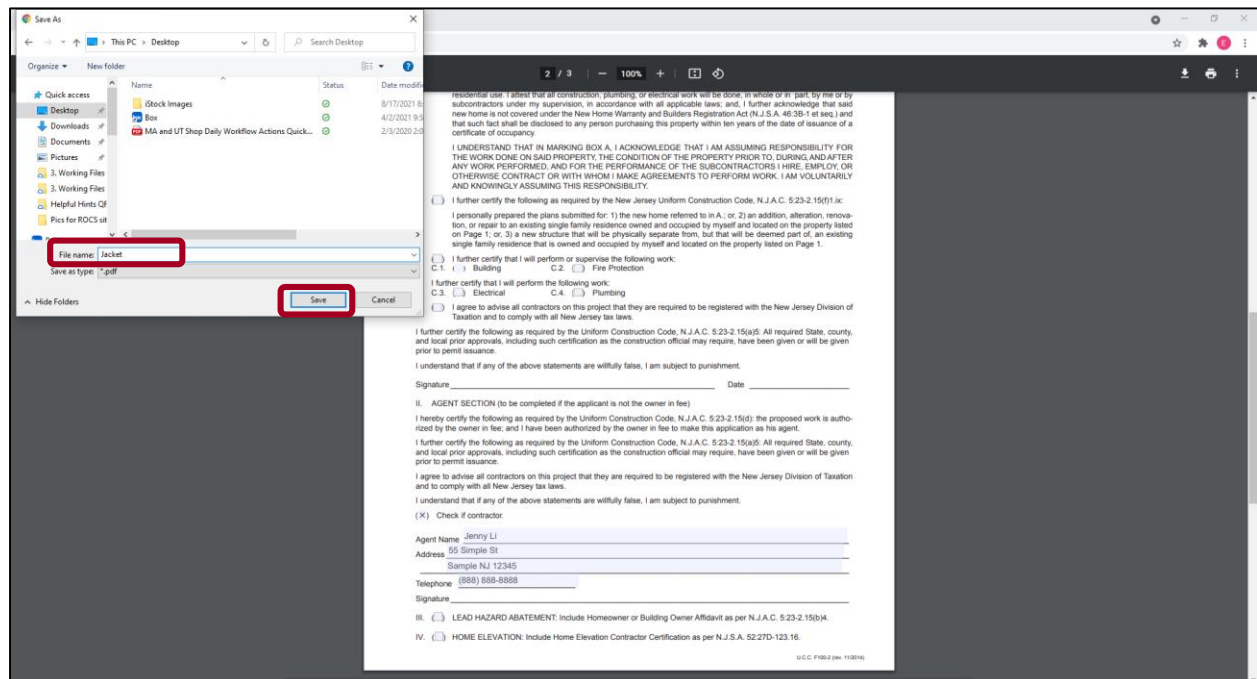 Save As
This PC > Desktop
Search Desktop
Organize
New folder
Name
Status
Date modifi
Quick access
Desktop
Downloads
Documents
Pictures
3. Working Files
3. Working Files
Helpful Hints QF
Pics for ROCS sit
iStock Images
8/17/2021 8:
Box
4/2/2021 9:5
MA and UT Shop Daily Workflow Actions Quick...
2/3/2020 2:0
File name: Jacket
Save as type: *.pdf
Hide Folders
Save
Cancel
E
2 / 3
100%
residential use. I attest that all construction, plumbing, or electrical work will be done, in whole or in part, by me or by
subcontractors under my supervision, in accordance with all applicable laws; and, I further acknowledge that said
new home is not covered under the New Home Warranty and Builders Registration Act (N.J.S.A. 46:3B-1 et seq.) and
that such fact shall be disclosed to any person purchasing this property within ten years of the date of issuance of a
certificate of occupancy.
I UNDERSTAND THAT IN MARKING BOX A, I ACKNOWLEDGE THAT I AM ASSUMING RESPONSIBILITY FOR
THE WORK DONE ON SAID PROPERTY, THE CONDITION OF THE PROPERTY PRIOR TO, DURING, AND AFTER
ANY WORK PERFORMED, AND FOR THE PERFORMANCE OF THE SUBCONTRACTORS I HIRE, EMPLOY, OR
OTHERWISE CONTRACT OR WITH WHOM I MAKE AGREEMENTS TO PERFORM WORK. I AM VOLUNTARILY
AND KNOWINGLY ASSUMING THIS RESPONSIBILITY.
( ) I further certify the following as required by the New Jersey Uniform Construction Code, N.J.A.C. 5:23-2.15(f)1.ix:
I personally prepared the plans submitted for: 1) the new home referred to in A.; or, 2) an addition, alteration, renova-
tion, or repair to an existing single family residence owned and occupied by myself and located on the property listed
on Page 1; or, 3) a new structure that will be physically separate from, but that will be deemed part of, an existing
single family residence that is owned and occupied by myself and located on the property listed on Page 1.
( ) I further certify that I will perform or supervise the following work:
C.1. ( ) Building C.2. ( ) Fire Protection
I further certify that I will perform the following work:
C.3. ( ) Electrical C.4. ( ) Plumbing
( ) I agree to advise all contractors on this project that they are required to be registered with the New Jersey Division of
Taxation and to comply with all New Jersey tax laws.
I further certify the following as required by the Uniform Construction Code, N.J.A.C. 5:23-2.15(a)5: All required State, county,
and local prior approvals, including such certification as the construction official may require, have been given or will be given
prior to permit issuance.
I understand that if any of the above statements are willfully false, I am subject to punishment.
Signature Date
II. AGENT SECTION (to be completed if the applicant is not the owner in fee)
I hereby certify the following as required by the Uniform Construction Code, N.J.A.C. 5:23-2.15(d): the proposed work is autho-
rized by the owner in fee; and I have been authorized by the owner in fee to make this application as his agent.
I further certify the following as required by the Uniform Construction Code, N.J.A.C. 5:23-2.15(a)5: All required State, county,
and local prior approvals, including such certification as the construction official may require, have been given or will be given
prior to permit issuance.
I agree to advise all contractors on this project that they are required to be registered with the New Jersey Division of Taxation
and to comply with all New Jersey tax laws.
I understand that if any of the above statements are willfully false, I am subject to punishment.
(X) Check if contractor.
Agent Name Jenny Li
Address 55 Simple St
Sample NJ 12345
Telephone (888) 888-8888
Signature
III. ( ) LEAD HAZARD ABATEMENT: Include Homeowner or Building Owner Affidavit as per N.J.A.C. 5:23-2.15(b)4.
IV. ( ) HOME ELEVATION: Include Home Elevation Contractor Certification as per N.J.S.A. 52:27D-123.16.
U.C.C. F100-2 (rev. 11/2014)